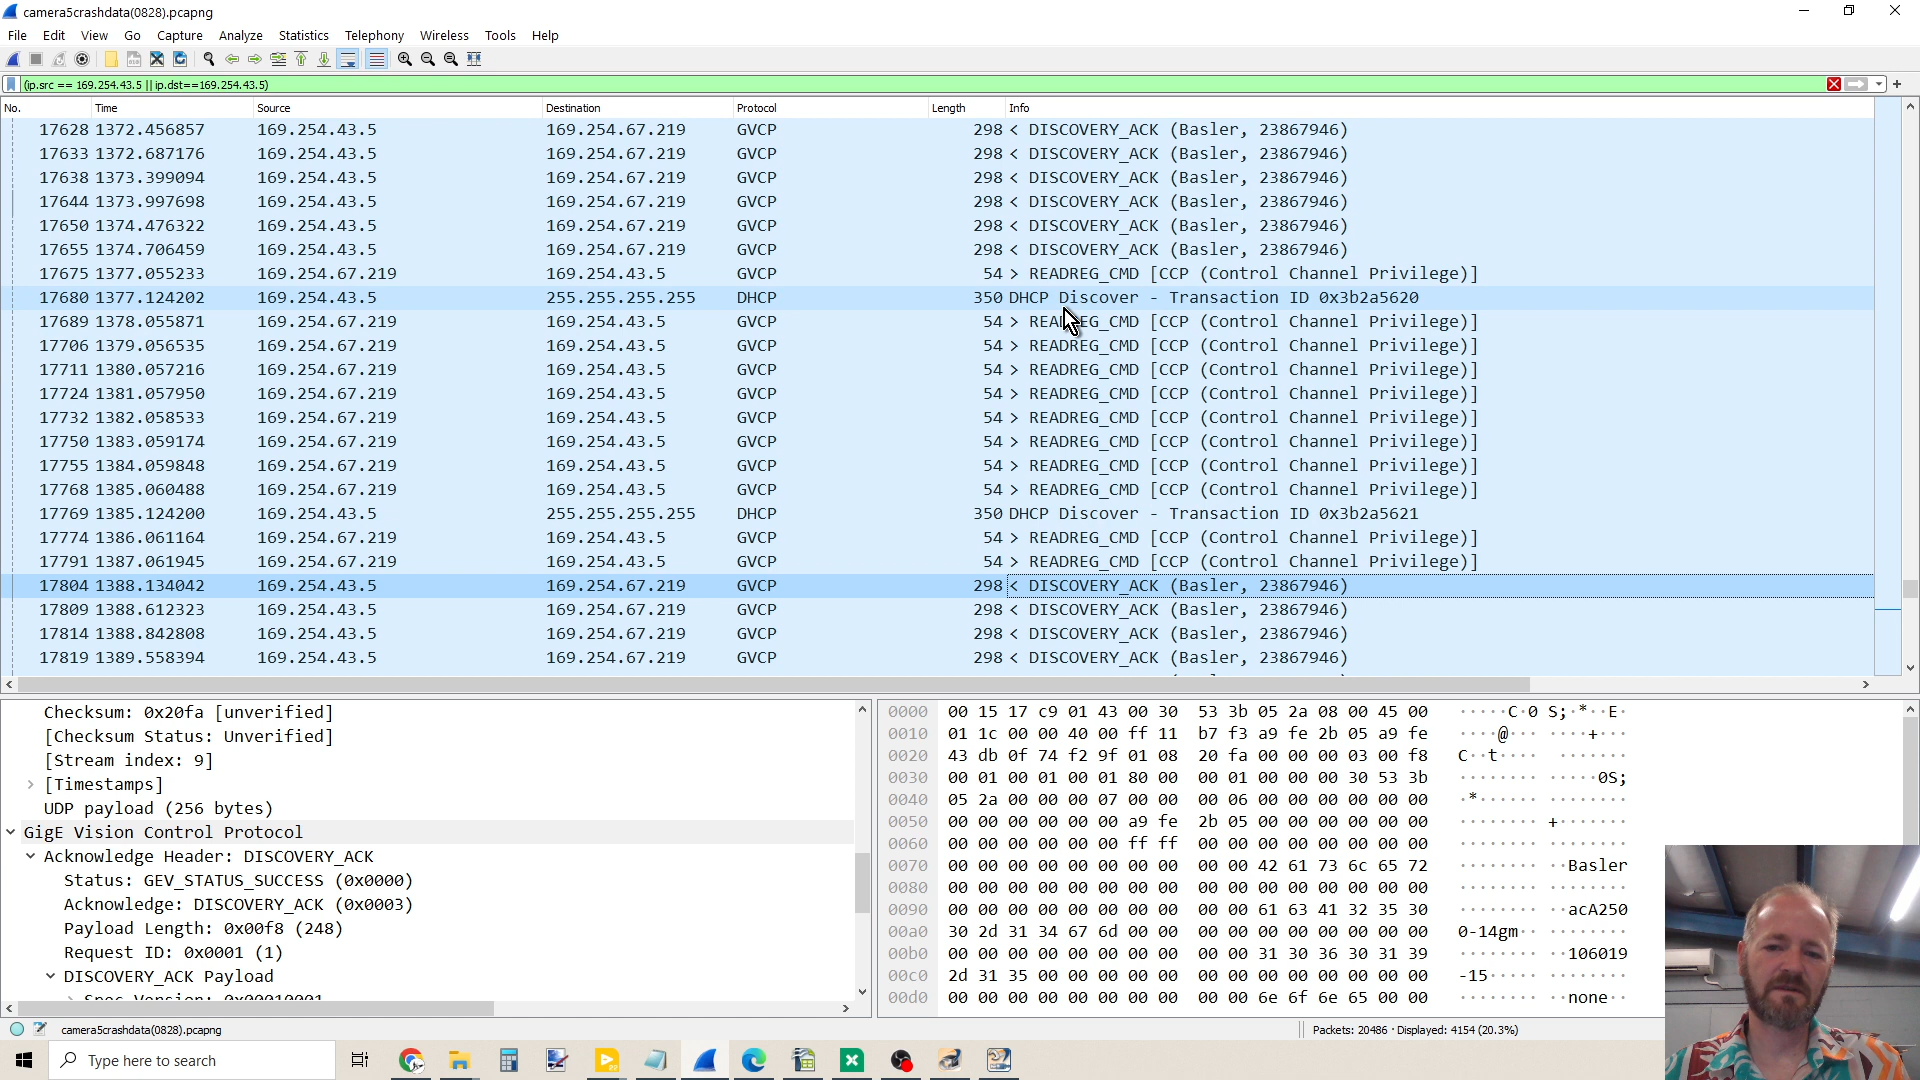 camera5crashdata(0828).pcapng
File Edit View Go Capture Analyze Statistics Telephony Wireless Tools Help
(ip.src == 169.254.43.5 || ip.dst==169.254.43.5)
No. Time Source Destination Protocol Length Info
17628 1372.456857 169.254.43.5 169.254.67.219 GVCP 298 < DISCOVERY_ACK (Basler, 23867946)
17633 1372.687176 169.254.43.5 169.254.67.219 GVCP 298 < DISCOVERY_ACK (Basler, 23867946)
17638 1373.399094 169.254.43.5 169.254.67.219 GVCP 298 < DISCOVERY_ACK (Basler, 23867946)
17644 1373.997698 169.254.43.5 169.254.67.219 GVCP 298 < DISCOVERY_ACK (Basler, 23867946)
17650 1374.476322 169.254.43.5 169.254.67.219 GVCP 298 < DISCOVERY_ACK (Basler, 23867946)
17655 1374.706459 169.254.43.5 169.254.67.219 GVCP 298 < DISCOVERY_ACK (Basler, 23867946)
17675 1377.055233 169.254.67.219 169.254.43.5 GVCP 54 > READREG_CMD [CCP (Control Channel Privilege)]
17680 1377.124202 169.254.43.5 255.255.255.255 DHCP 350 DHCP Discover - Transaction ID 0x3b2a5620
17689 1378.055871 169.254.67.219 169.254.43.5 GVCP 54 > READREG_CMD [CCP (Control Channel Privilege)]
17706 1379.056535 169.254.67.219 169.254.43.5 GVCP 54 > READREG_CMD [CCP (Control Channel Privilege)]
17711 1380.057216 169.254.67.219 169.254.43.5 GVCP 54 > READREG_CMD [CCP (Control Channel Privilege)]
17724 1381.057950 169.254.67.219 169.254.43.5 GVCP 54 > READREG_CMD [CCP (Control Channel Privilege)]
17732 1382.058533 169.254.67.219 169.254.43.5 GVCP 54 > READREG_CMD [CCP (Control Channel Privilege)]
17750 1383.059174 169.254.67.219 169.254.43.5 GVCP 54 > READREG_CMD [CCP (Control Channel Privilege)]
17755 1384.059848 169.254.67.219 169.254.43.5 GVCP 54 > READREG_CMD [CCP (Control Channel Privilege)]
17768 1385.060488 169.254.67.219 169.254.43.5 GVCP 54 > READREG_CMD [CCP (Control Channel Privilege)]
17769 1385.124200 169.254.43.5 255.255.255.255 DHCP 350 DHCP Discover - Transaction ID 0x3b2a5621
17774 1386.061164 169.254.67.219 169.254.43.5 GVCP 54 > READREG_CMD [CCP (Control Channel Privilege)]
17791 1387.061945 169.254.67.219 169.254.43.5 GVCP 54 > READREG_CMD [CCP (Control Channel Privilege)]
17804 1388.134042 169.254.43.5 169.254.67.219 GVCP 298 < DISCOVERY_ACK (Basler, 23867946)
17809 1388.612323 169.254.43.5 169.254.67.219 GVCP 298 < DISCOVERY_ACK (Basler, 23867946)
17814 1388.842808 169.254.43.5 169.254.67.219 GVCP 298 < DISCOVERY_ACK (Basler, 23867946)
17819 1389.558394 169.254.43.5 169.254.67.219 GVCP 298 < DISCOVERY_ACK (Basler, 23867946)
Checksum: 0x20fa [unverified]
[Checksum Status: Unverified]
[Stream index: 9]
[Timestamps]
UDP payload (256 bytes)
GigE Vision Control Protocol
Acknowledge Header: DISCOVERY_ACK
Status: GEV_STATUS_SUCCESS (0x0000)
Acknowledge: DISCOVERY_ACK (0x0003)
Payload Length: 0x00f8 (248)
Request ID: 0x0001 (1)
DISCOVERY_ACK Payload
Spec Version: 0x00010001
0000 00 15 17 c9 01 43 00 30 53 3b 05 2a 08 00 45 00 ·····C·0 S;·*··E·
0010 01 1c 00 00 40 00 ff 11 b7 f3 a9 fe 2b 05 a9 fe ····@··· ····+···
0020 43 db 0f 74 f2 9f 01 08 20 fa 00 00 00 03 00 f8 C··t···· ········
0030 00 01 00 01 00 01 80 00 00 01 00 00 00 30 53 3b ········ ·····0S;
0040 05 2a 00 00 00 07 00 00 00 06 00 00 00 00 00 00 ·*······ ········
0050 00 00 00 00 00 00 a9 fe 2b 05 00 00 00 00 00 00 ········ +·······
0060 00 00 00 00 00 00 ff ff 00 00 00 00 00 00 00 00 ········ ········
0070 00 00 00 00 00 00 00 00 00 00 42 61 73 6c 65 72 ········ ··Basler
0080 00 00 00 00 00 00 00 00 00 00 00 00 00 00 00 00 ········ ········
0090 00 00 00 00 00 00 00 00 00 00 61 63 41 32 35 30 ········ ··acA250
00a0 30 2d 31 34 67 6d 00 00 00 00 00 00 00 00 00 00 0-14gm·· ········
00b0 00 00 00 00 00 00 00 00 00 00 31 30 36 30 31 39 ········ ··106019
00c0 2d 31 35 00 00 00 00 00 00 00 00 00 00 00 00 00 -15····· ········
00d0 00 00 00 00 00 00 00 00 00 00 6e 6f 6e 65 00 00 ········ ··none··
camera5crashdata(0828).pcapng
Packets: 20486 · Displayed: 4154 (20.3%)
Type here to search